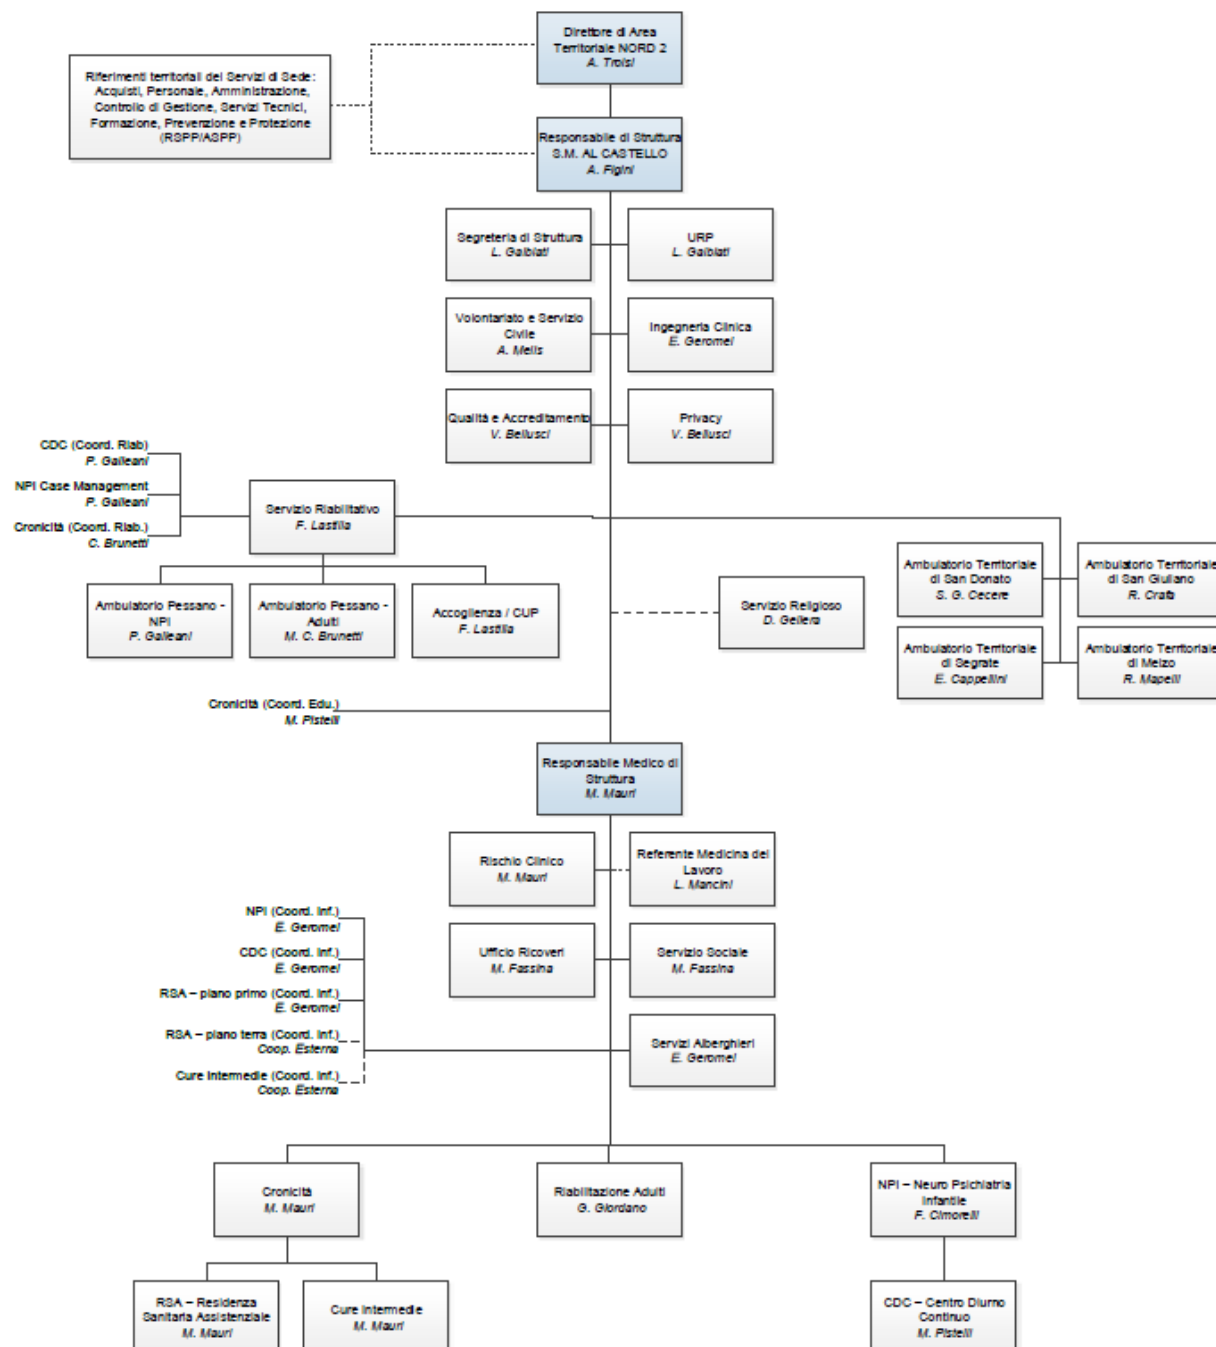 Direttore di Area
Territoriale NORD 2
A. Troisi
Riferimenti territoriali dei Servizi di Sede:
Acquisti, Personale, Amministrazione,
Controllo di Gestione, Servizi Tecnici,
Formazione, Prevenzione e Protezione
(RSPP/ASPP)
Responsabile di Struttura
S.M. AL CASTELLO
A. Figini
Segreteria di Struttura
L. Galbiati
URP
L. Galbiati
Volontariato e Servizio
Civile
A. Melis
Ingegneria Clinica
E. Geromel
Qualità e Accreditamento
V. Bellusci
Privacy
V. Bellusci
CDC (Coord. Riab)
P. Galleani
NPI Case Management
P. Galleani
Cronicità (Coord. Riab.)
C. Brunetti
Servizio Riabilitativo
F. Lastilla
Ambulatorio Pessano -
NPI
P. Galleani
Ambulatorio Pessano -
Adulti
M. C. Brunetti
Accoglienza / CUP
F. Lastilla
Servizio Religioso
D. Gellera
Ambulatorio Territoriale
di San Donato
S. G. Cecere
Ambulatorio Territoriale
di San Giuliano
R. Crafa
Ambulatorio Territoriale
di Segrate
E. Cappellini
Ambulatorio Territoriale
di Melzo
R. Mapelli
Cronicità (Coord. Edu.)
M. Pistelli
Responsabile Medico di
Struttura
M. Mauri
Rischio Clinico
M. Mauri
Referente Medicina del
Lavoro
L. Mancini
NPI (Coord. Inf.)
E. Geromel
CDC (Coord. Inf.)
E. Geromel
RSA – piano primo (Coord. Inf.)
E. Geromel
RSA – piano terra (Coord. Inf.)
Coop. Esterna
Cure Intermedie (Coord. Inf.)
Coop. Esterna
Ufficio Ricoveri
M. Fassina
Servizio Sociale
M. Fassina
Servizi Alberghieri
E. Geromel
Cronicità
M. Mauri
Riabilitazione Adulti
G. Giordano
NPI – Neuro Psichiatria
Infantile
F. Cimorelli
RSA – Residenza
Sanitaria Assistenziale
M. Mauri
Cure Intermedie
M. Mauri
CDC – Centro Diurno
Continuo
M. Pistelli